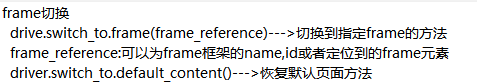 frame切换
drive.switch_to.frame(frame_reference)--->切换到指定frame的方法
frame_reference:可以为frame框架的name,id或者定位到的frame元素
driver.switch_to.default_content()--->恢复默认页面方法